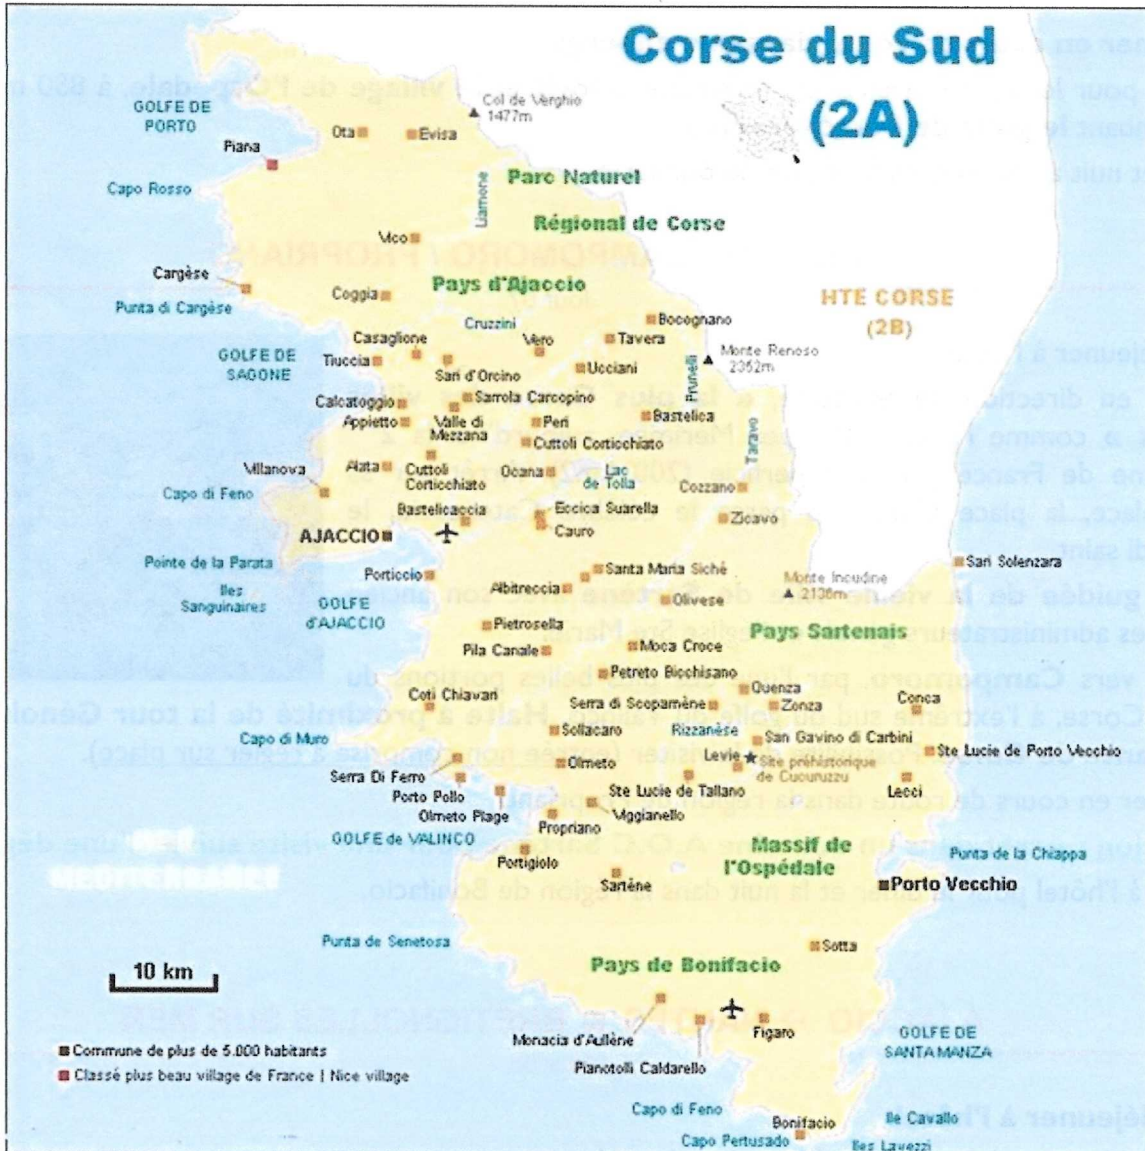 Corse du Sud
(2A)
GOLFE DE
PORTO
Col de Verghio
1477m
Ota
Evisa
Piana
Capo Rosso
Parc Naturel
Liamone
Régional de Corse
Vico
Cargèse
Pays d'Ajaccio
Coggia
HTE CORSE
(2B)
Punta di Cargèse
Cruzzini
Bocognano
Casaglione
Vero
Tavera
GOLFE DE
SAGONE
Tiuccia
Monte Renoso
2352m
Sari d'Orcino
Ucciani
Prunelli
Calcatoggio
Sarrola Carcopino
Appietto
Valle di
Mezzana
Peri
Bastelica
Taravo
Cuttoli Corticchiato
Villanova
Alata
Cuttoli
Corticchiato
Ocana
Lac
de Tolla
Capo di Feno
Cozzano
Bastelicaccia
Eccica Suarella
Zicavo
AJACCIO
Cauro
Pointe de la Parata
Porticcio
Santa Maria Siché
Sari Solenzara
Iles
Sanguinaires
Albitreccia
Monte Incudine
2136m
Olivese
GOLFE
d'AJACCIO
Pietrosella
Pays Sartenais
Pila Canale
Moca Croce
Petreto Bicchisano
Quenza
Coti Chiavari
Serra di Scopamène
Zonza
Conca
Capo di Muro
Sollacaro
Rizzanèse
San Gavino di Carbini
Olmeto
Levie
Site préhistorique
de Cucuruzzu
Ste Lucie de Porto Vecchio
Serra Di Ferro
Porto Pollo
Ste Lucie de Tallano
Lecci
Olmeto Plage
Viggianello
Propriano
GOLFE de VALINCO
Massif de
l'Ospédale
Portigiolo
Punta de la Chiappa
Sartène
Porto Vecchio
Punta de Senetosa
Sotta
Pays de Bonifacio
10 km
Monacia d'Aullène
Figaro
GOLFE DE
SANTA MANZA
Commune de plus de 5.000 habitants
Pianotolli Caldarello
Classé plus beau village de France | Nice village
Capo di Feno
Bonifacio
Ile Cavallo
Capo Pertusado
Iles Lavezzi